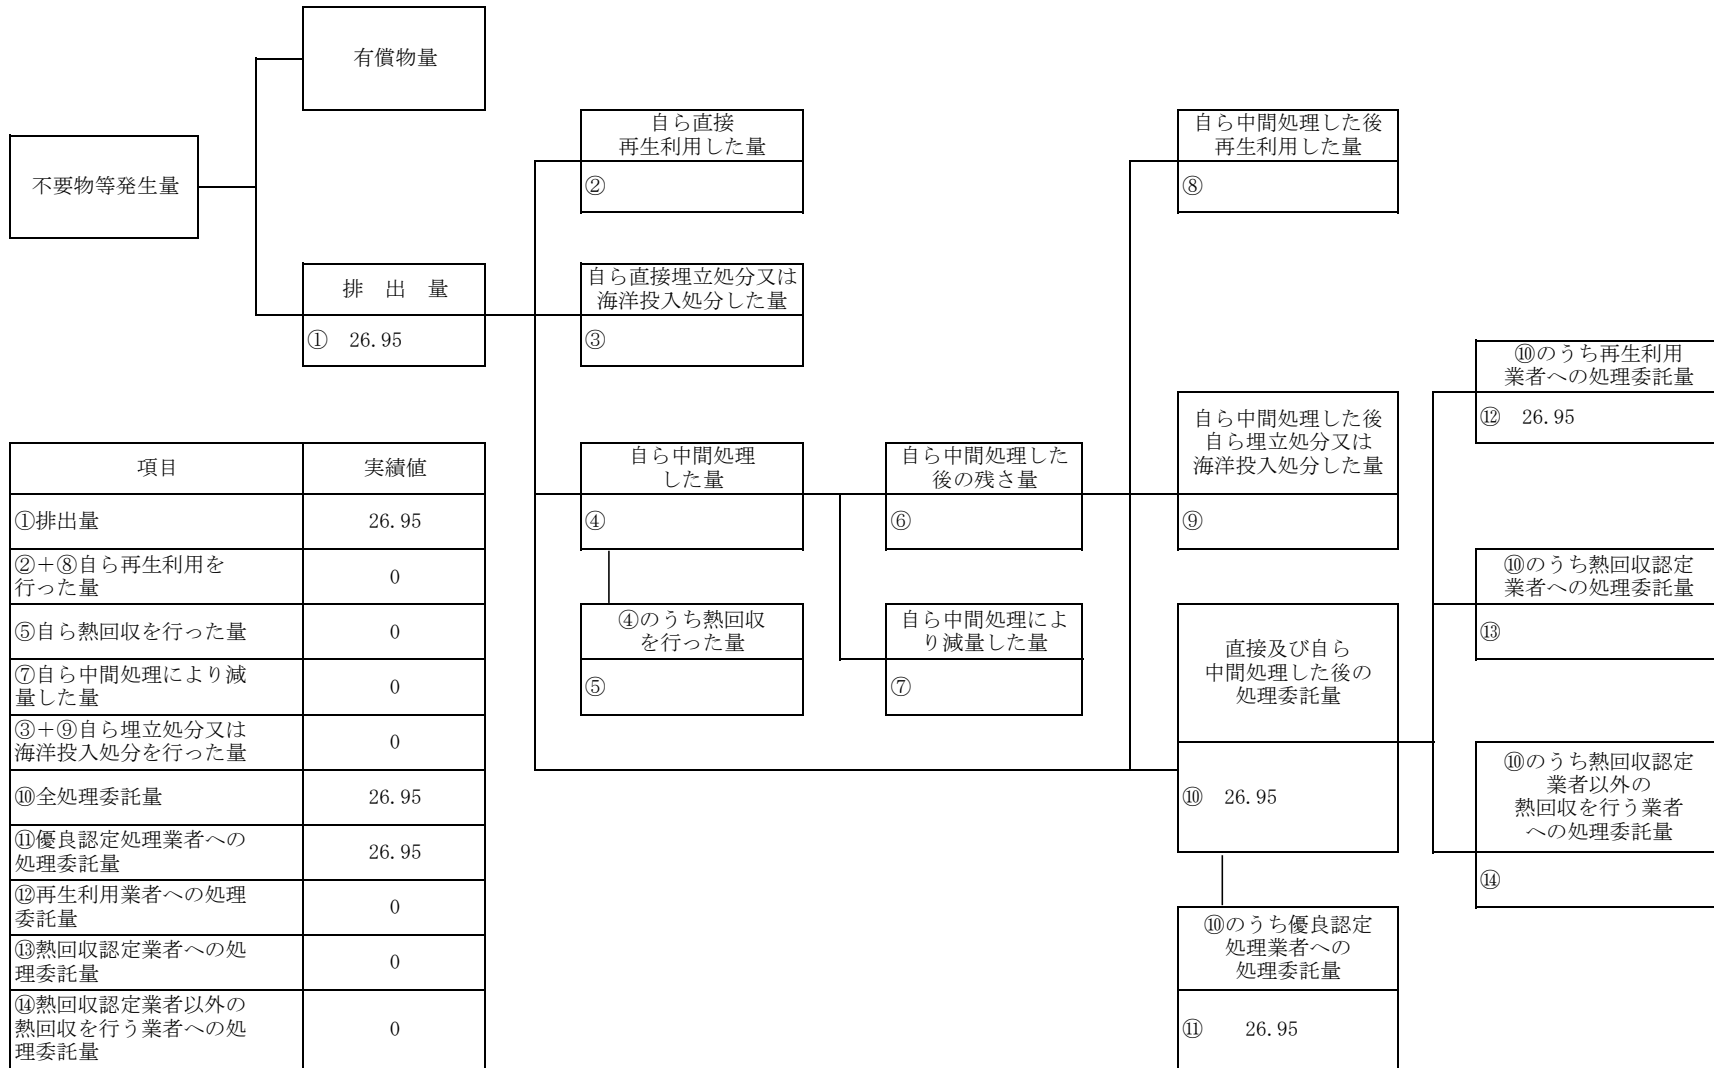 有償物量
不要物等発生量
排　出　量
① 26.95
自ら直接
再生利用した量
②
自ら直接埋立処分又は
海洋投入処分した量
③
自ら中間処理
した量
④
④のうち熱回収
を行った量
⑤
自ら中間処理した
後の残さ量
⑥
自ら中間処理によ
り減量した量
⑦
自ら中間処理した後
再生利用した量
⑧
自ら中間処理した後
自ら埋立処分又は
海洋投入処分した量
⑨
直接及び自ら
中間処理した後の
処理委託量
⑩ 26.95
⑩のうち優良認定
処理業者への
処理委託量
⑪ 26.95
⑩のうち再生利用
業者への処理委託量
⑫ 26.95
⑩のうち熱回収認定
業者への処理委託量
⑬
⑩のうち熱回収認定
業者以外の
熱回収を行う業者
への処理委託量
⑭
項目 実績値
①排出量 26.95
②＋⑧自ら再生利用を
行った量 0
⑤自ら熱回収を行った量 0
⑦自ら中間処理により減
量した量 0
③＋⑨自ら埋立処分又は
海洋投入処分を行った量 0
⑩全処理委託量 26.95
⑪優良認定処理業者への
処理委託量 26.95
⑫再生利用業者への処理
委託量 0
⑬熱回収認定業者への処
理委託量 0
⑭熱回収認定業者以外の
熱回収を行う業者への処
理委託量 0